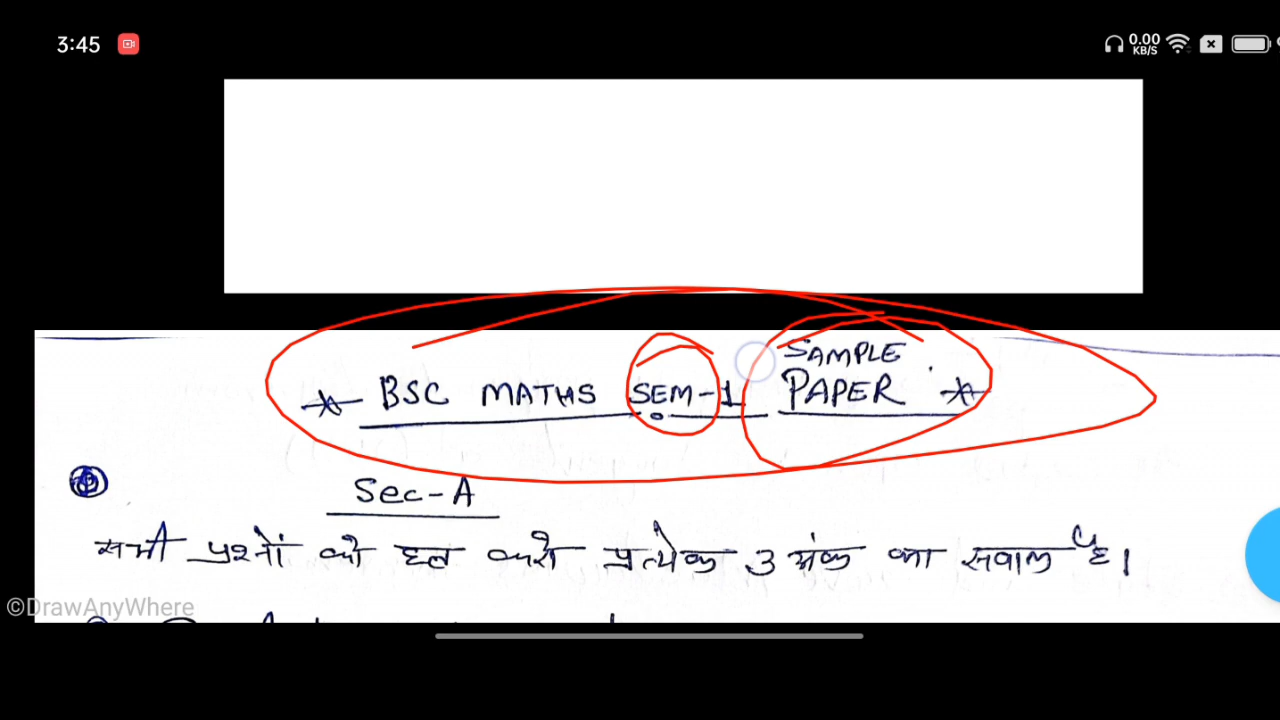 3:45
0.00
KB/S
SAMPLE
BSC MATHS SEM-1 PAPER
Sec-A
सभी प्रश्नों को हल करो प्रत्येक 3 अंक का सवाल है।
©DrawAnyWhere